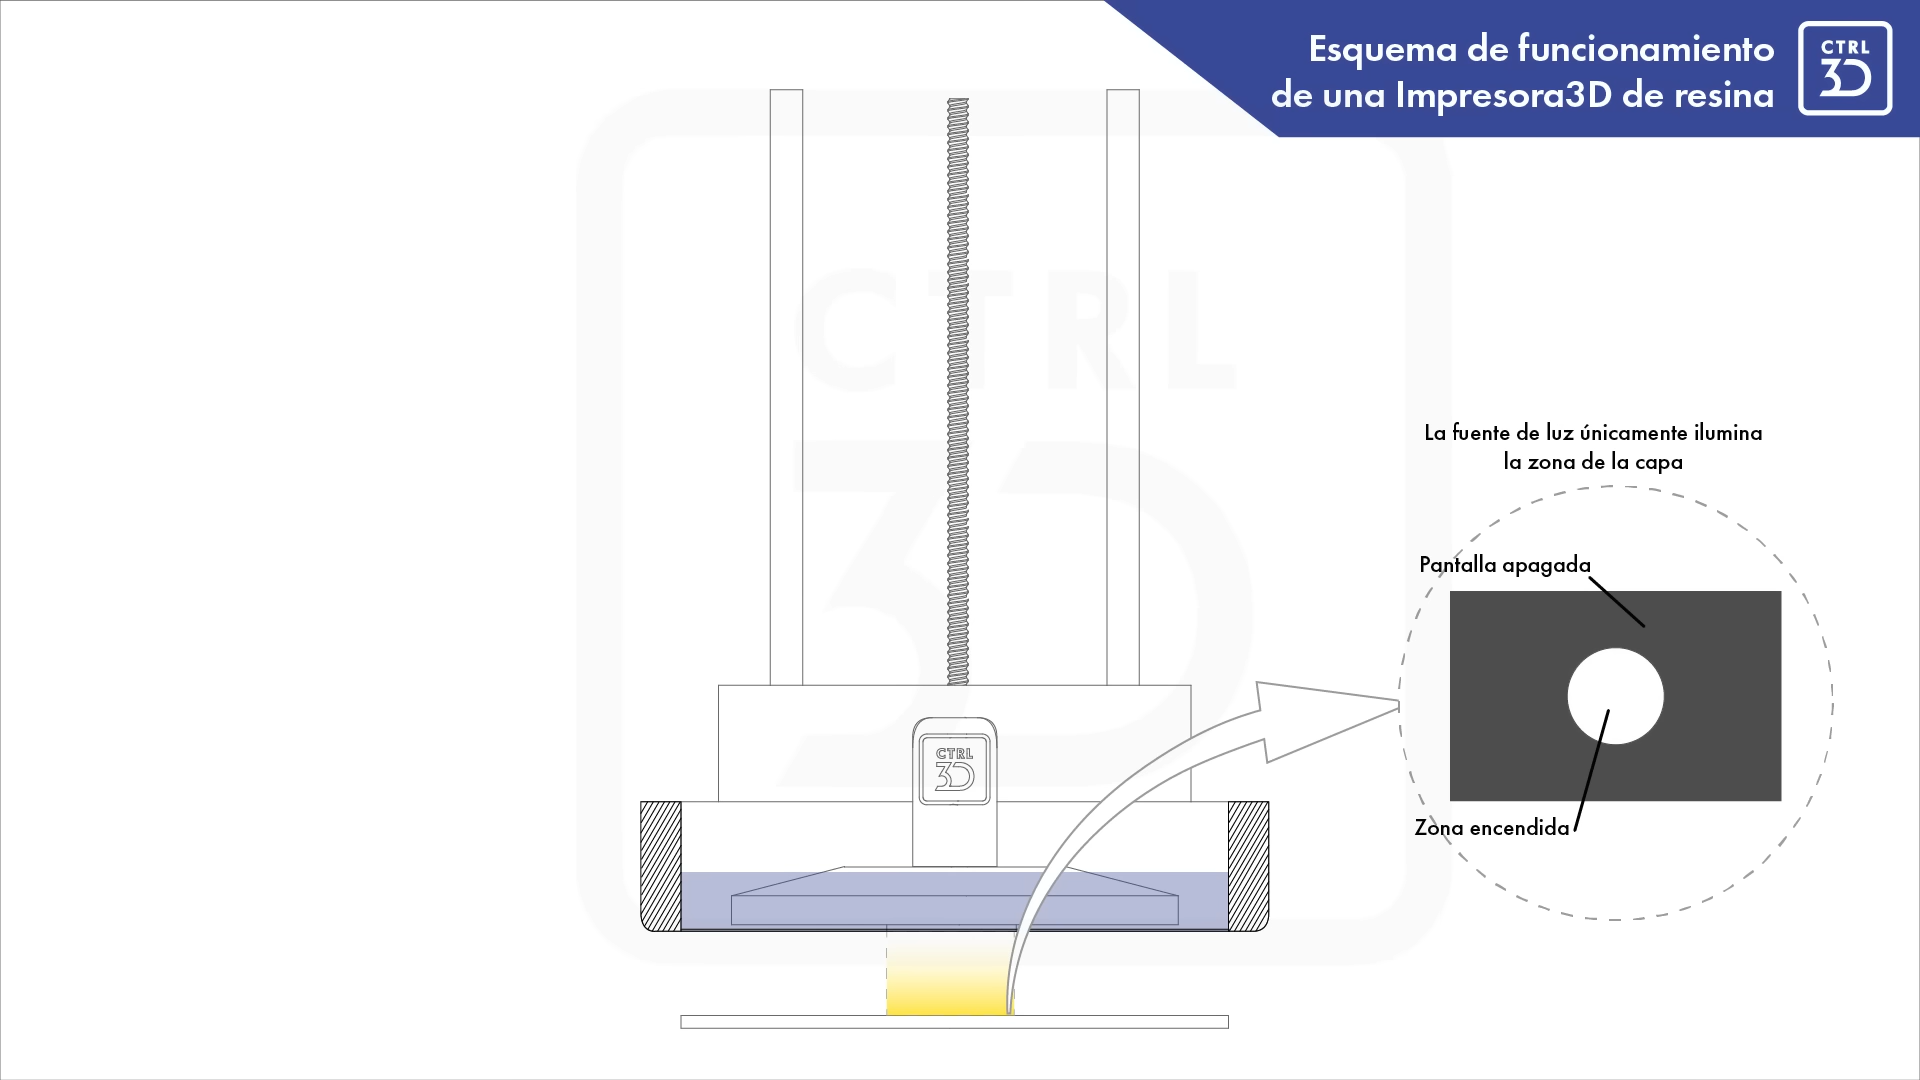 Esquema de funcionamiento
de una Impresora3D de resina
CTRL
3D
CTRL
3D
La fuente de luz únicamente ilumina
la zona de la capa
Pantalla apagada
CTRL
3D
Zona encendida